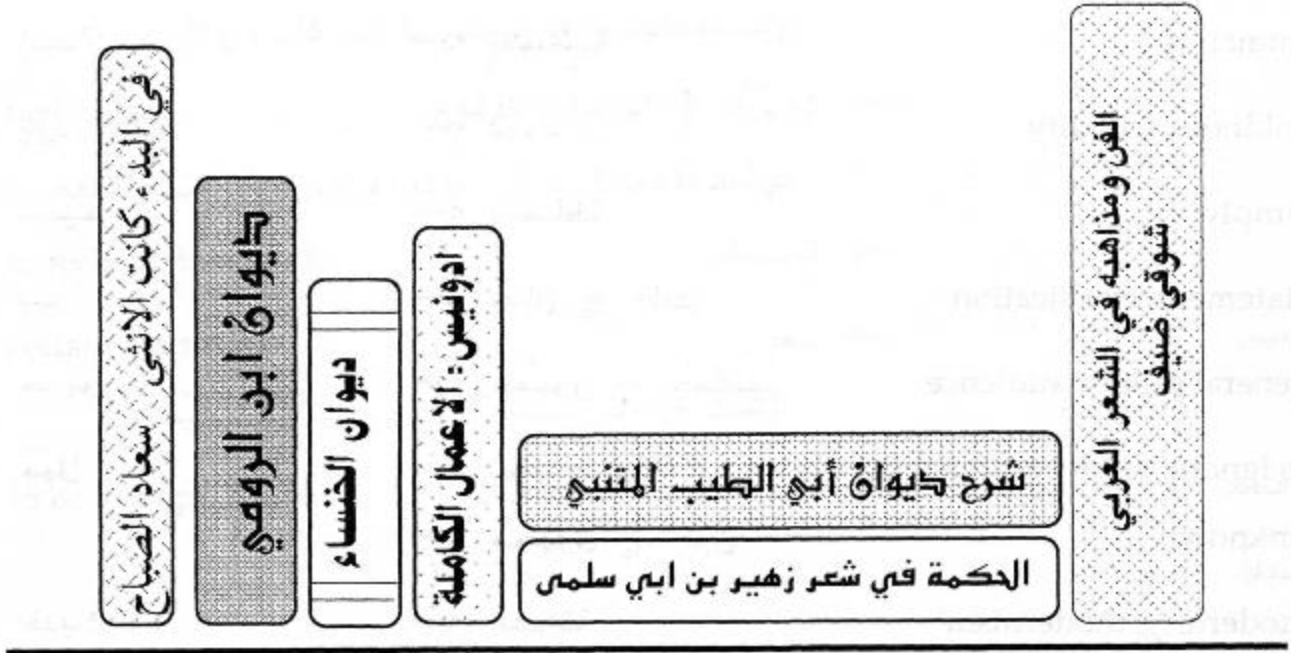 في البدء كانت الانثى سعاد الصباح
ديوان ابن الرومي
ديوان الخنساء
ادونيس: الاعمال الكاملة
شرح ديوان أبي الطيب المتنبي
الحكمة في شعر زهير بن ابي سلمى
الفن ومذاهبه في الشعر العربي
شوقي ضيف